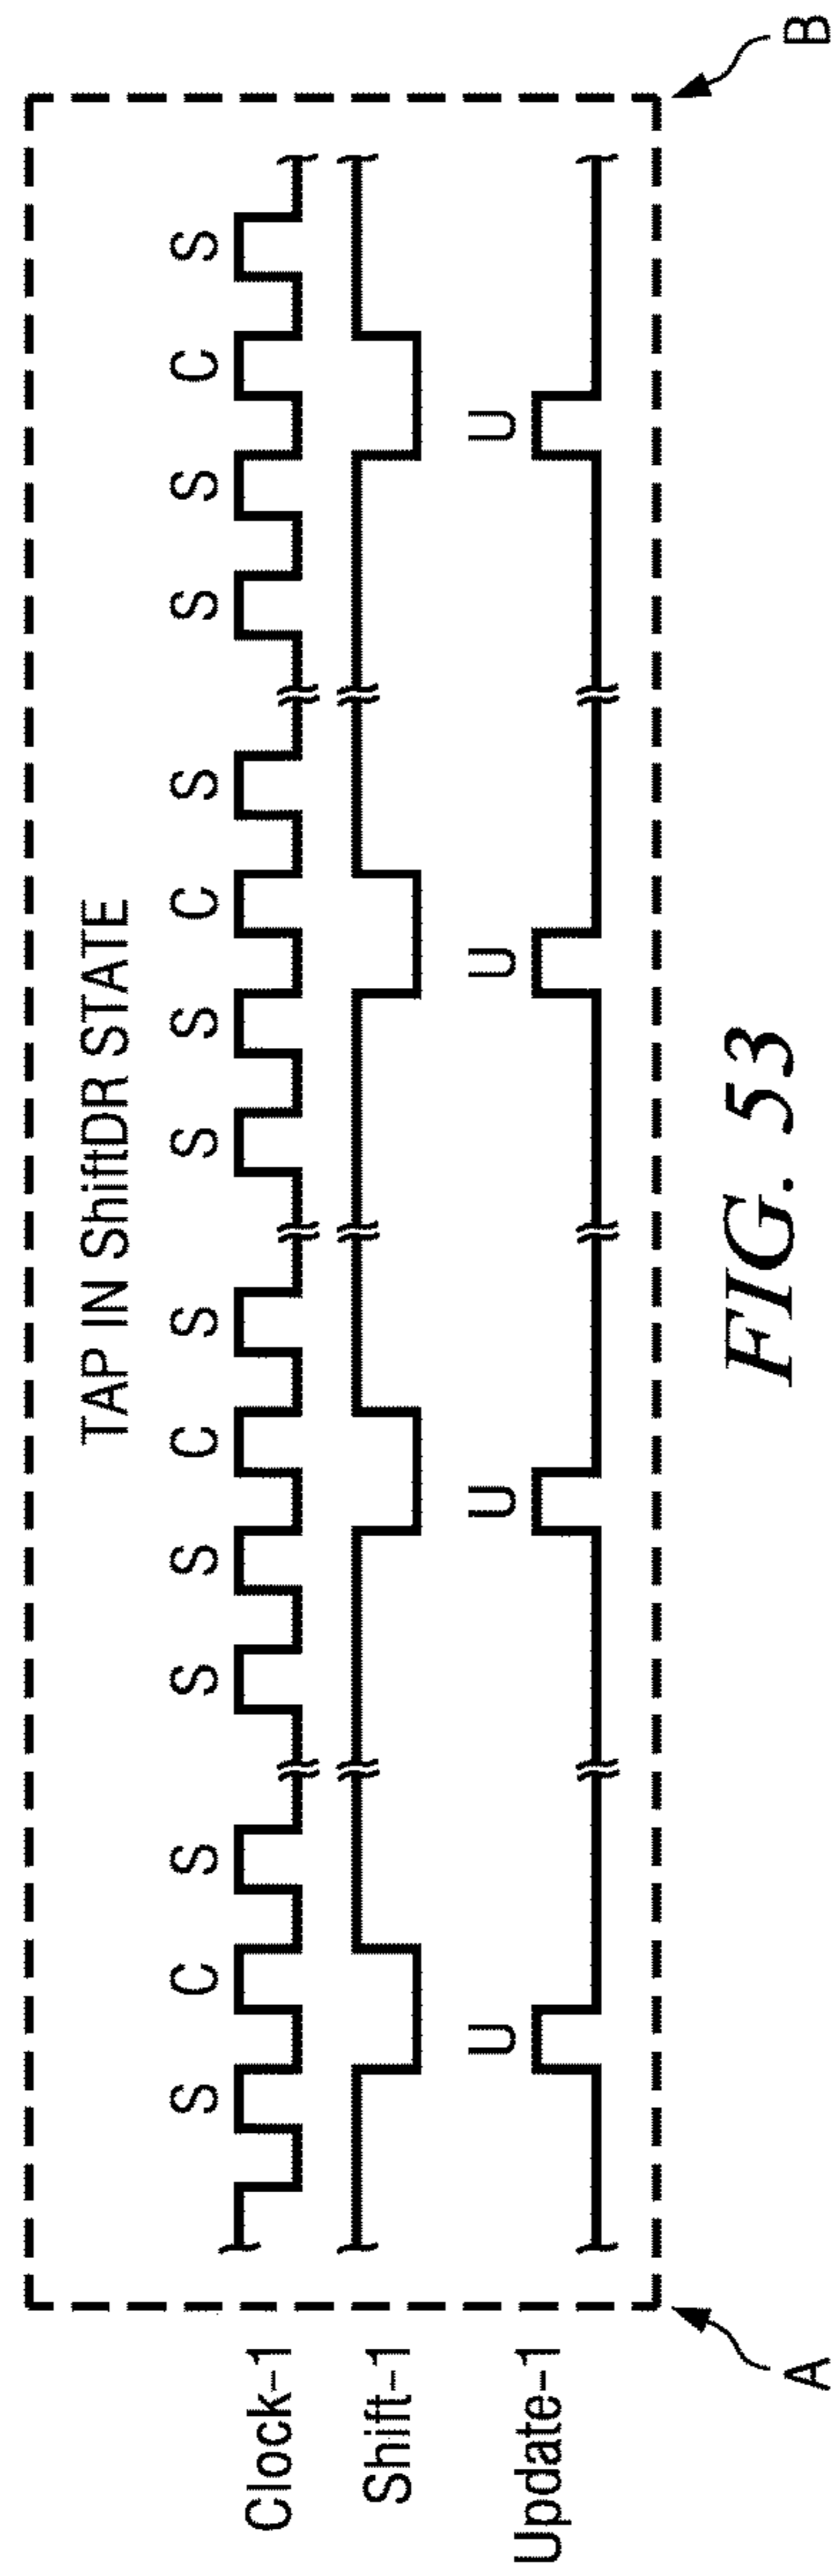 TAP IN ShiftDR STATE
S C S S S C S S S C S S S C S
Clock-1
Shift-1
U U U U
Update-1
FIG. 53
A B